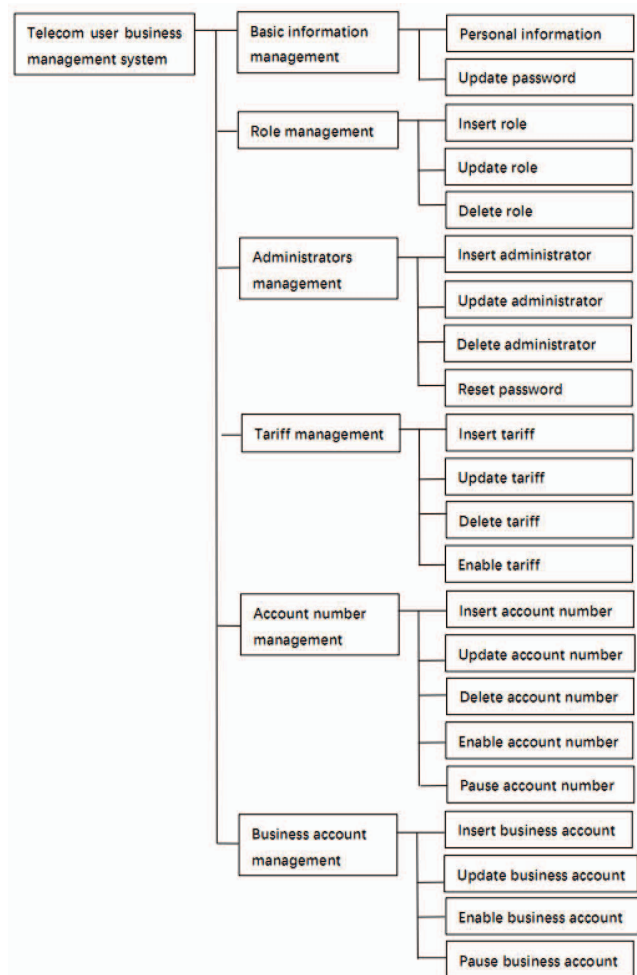 Telecom user business
management system
Basic information
management
Personal information
Update password
Role management
Insert role
Update role
Delete role
Administrators
management
Insert administrator
Update administrator
Delete administrator
Reset password
Tariff management
Insert tariff
Update tariff
Delete tariff
Enable tariff
Account number
management
Insert account number
Update account number
Delete account number
Enable account number
Pause account number
Business account
management
Insert business account
Update business account
Enable business account
Pause business account